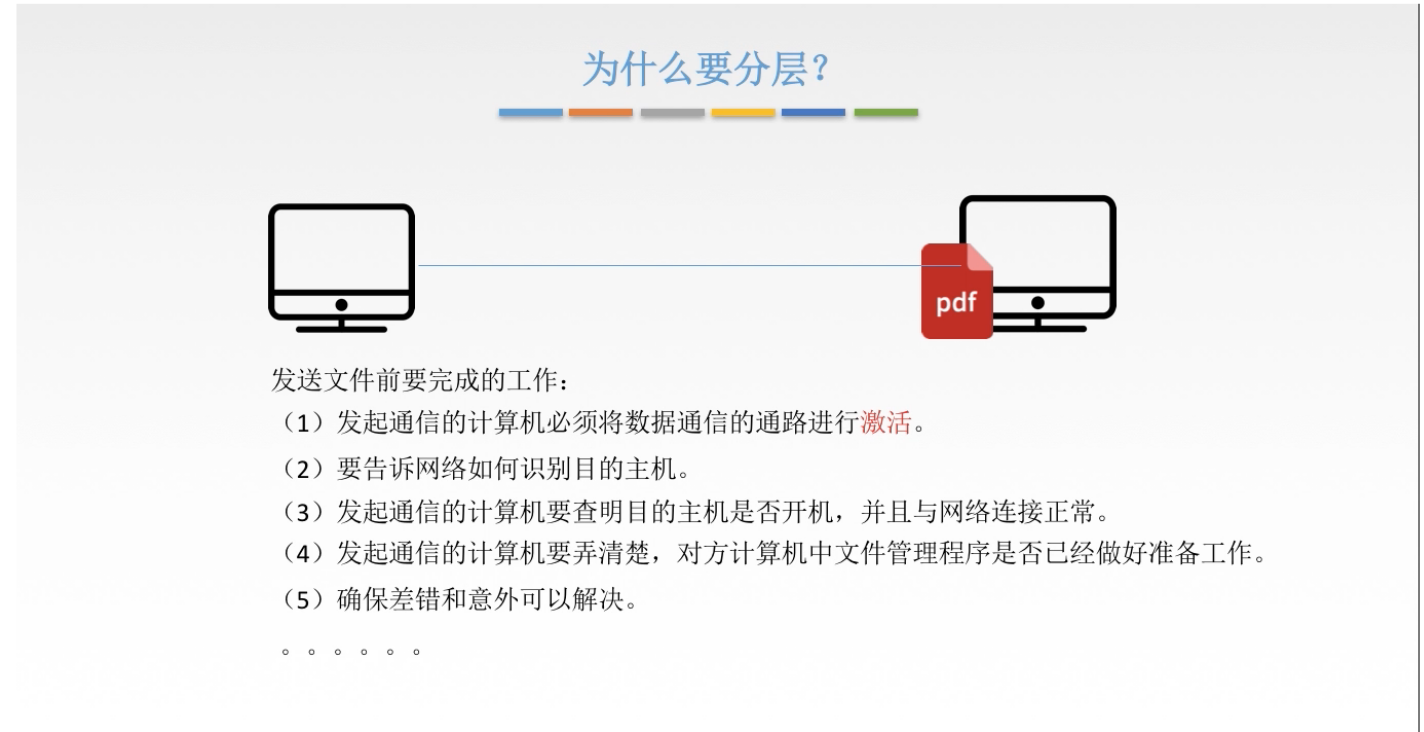 为什么要分层？
pdf
发送文件前要完成的工作：
（1）发起通信的计算机必须将数据通信的通路进行激活。
（2）要告诉网络如何识别目的主机。
（3）发起通信的计算机要查明目的主机是否开机，并且与网络连接正常。
（4）发起通信的计算机要弄清楚，对方计算机中文件管理程序是否已经做好准备工作。
（5）确保差错和意外可以解决。
。。。。。。